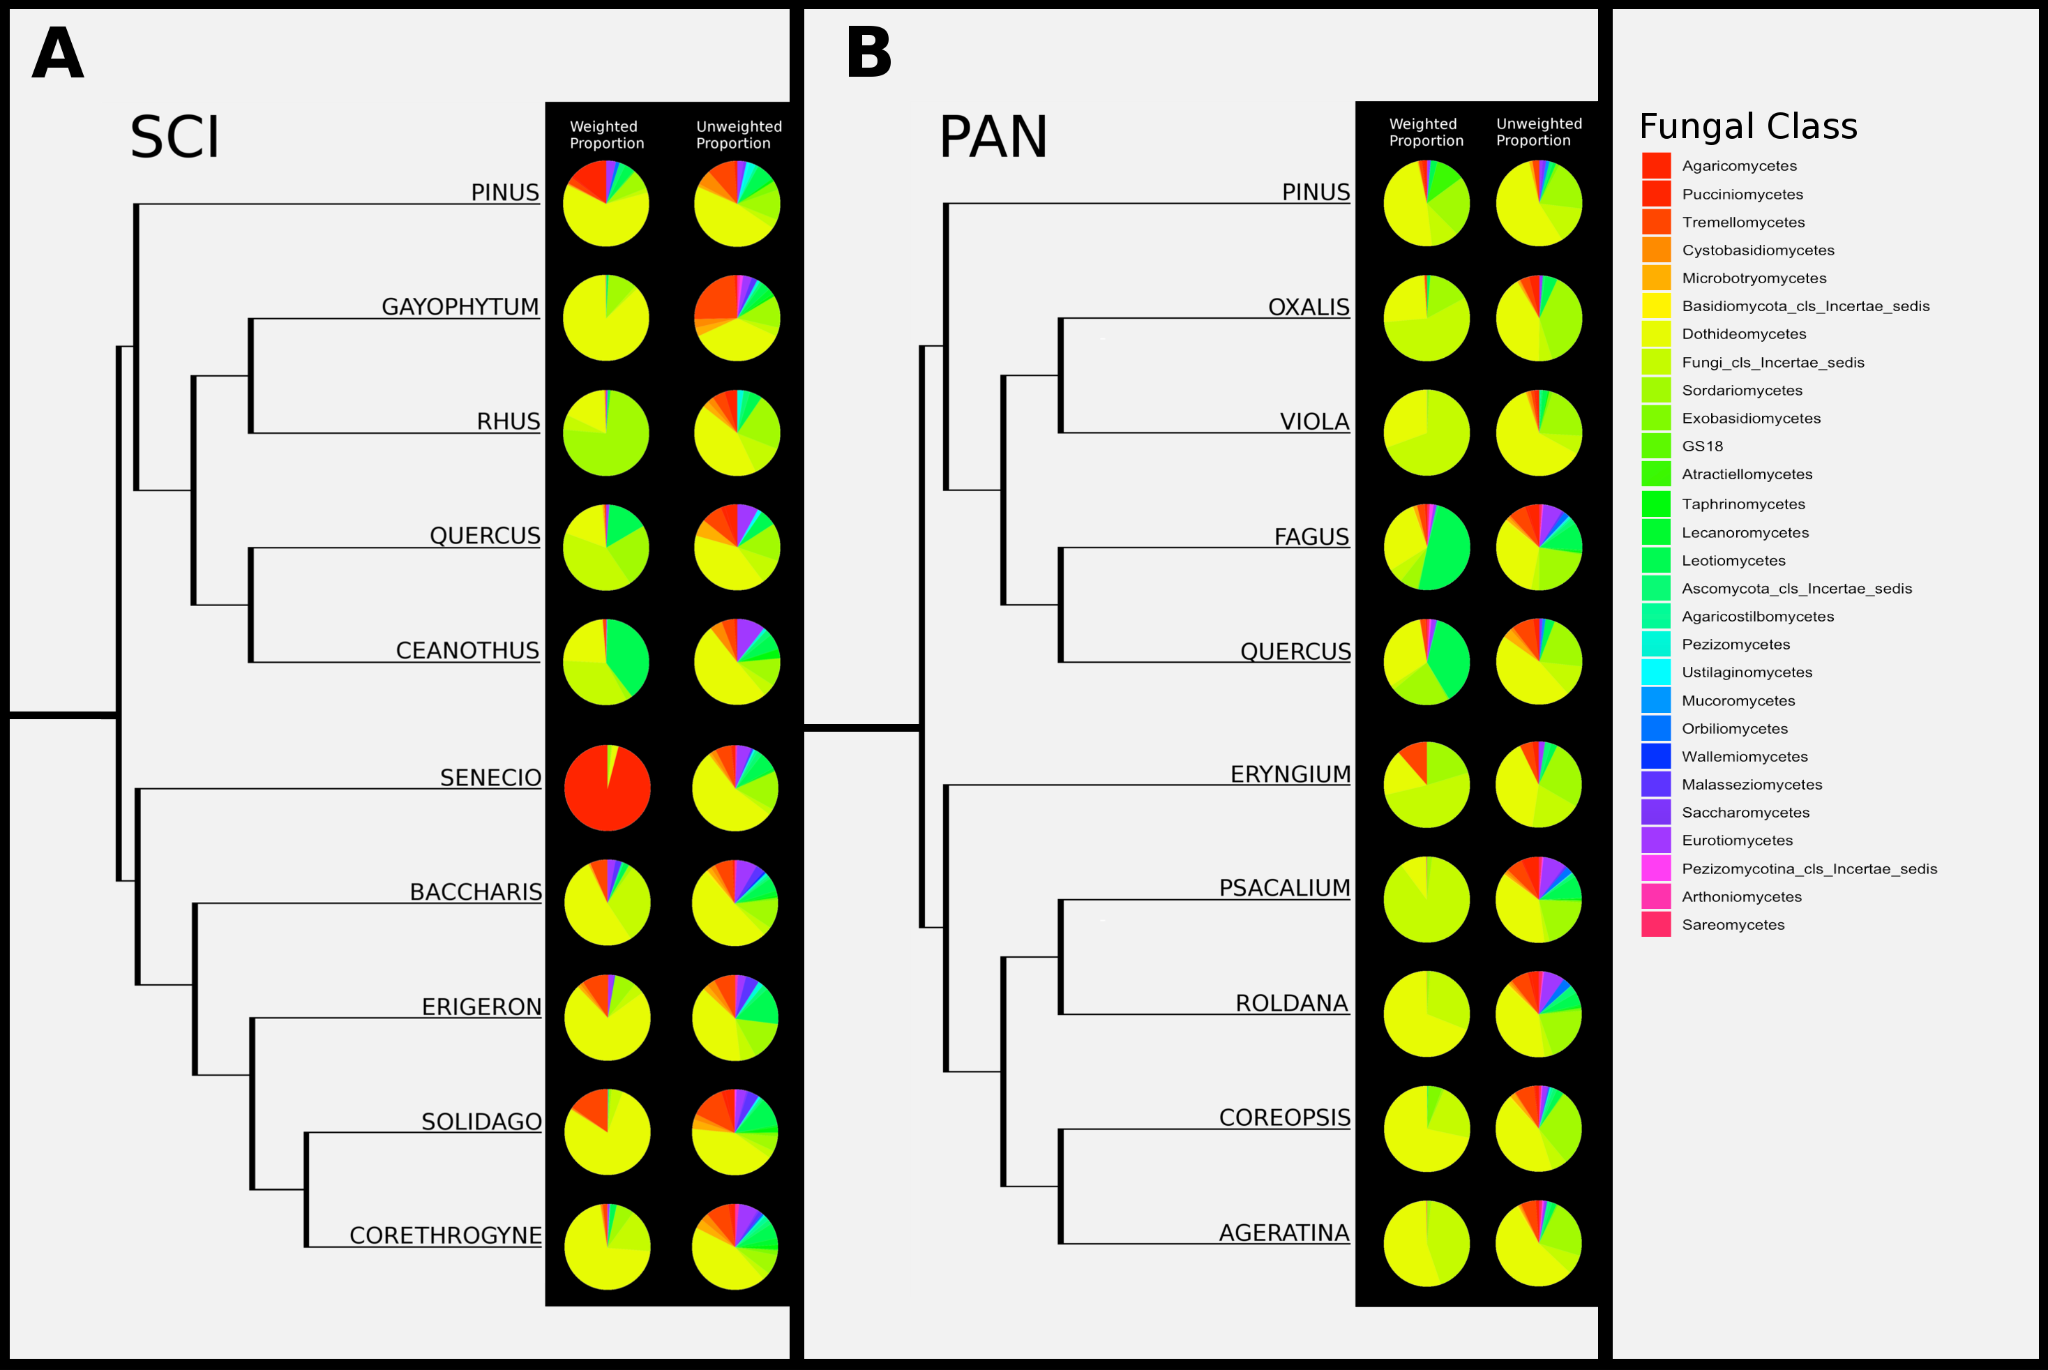 A
SCI
Weighted
Proportion
Unweighted
Proportion
PINUS
GAYOPHYTUM
RHUS
QUERCUS
CEANOTHUS
SENECIO
BACCHARIS
ERIGERON
SOLIDAGO
CORETHROGYNE
B
PAN
Weighted
Proportion
Unweighted
Proportion
PINUS
OXALIS
VIOLA
FAGUS
QUERCUS
ERYNGIUM
PSACALIUM
ROLDANA
COREOPSIS
AGERATINA
Fungal Class
Agaricomycetes
Pucciniomycetes
Tremellomycetes
Cystobasidiomycetes
Microbotryomycetes
Basidiomycota_cls_Incertae_sedis
Dothideomycetes
Fungi_cls_Incertae_sedis
Sordariomycetes
Exobasidiomycetes
GS18
Atractiellomycetes
Taphrinomycetes
Lecanoromycetes
Leotiomycetes
Ascomycota_cls_Incertae_sedis
Agaricostilbomycetes
Pezizomycetes
Ustilaginomycetes
Mucoromycetes
Orbiliomycetes
Wallemiomycetes
Malasseziomycetes
Saccharomycetes
Eurotiomycetes
Pezizomycotina_cls_Incertae_sedis
Arthoniomycetes
Sareomycetes